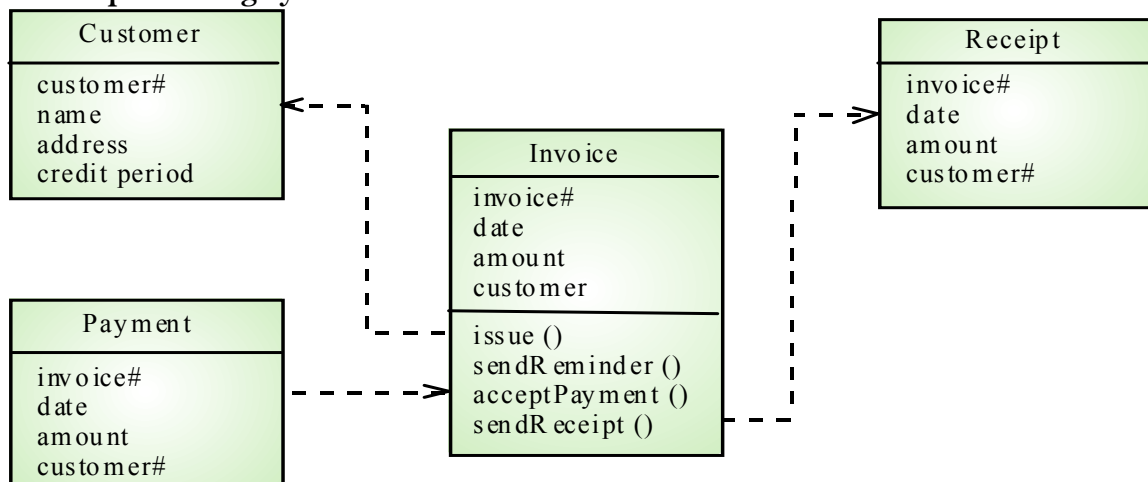 Customer
customer#
name
address
credit period
Receipt
invoice#
date
amount
customer#
Invoice
invoice#
date
amount
customer
issue ()
sendReminder ()
acceptPayment ()
sendReceipt ()
Payment
invoice#
date
amount
customer#